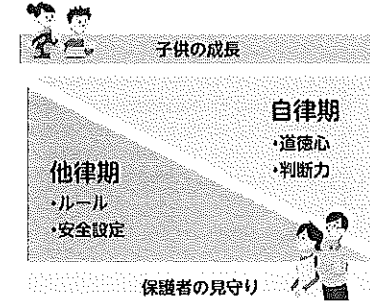 子供の成長
自律期
・道徳心
・判断力
他律期
・ルール
・安全設定
保護者の見守り